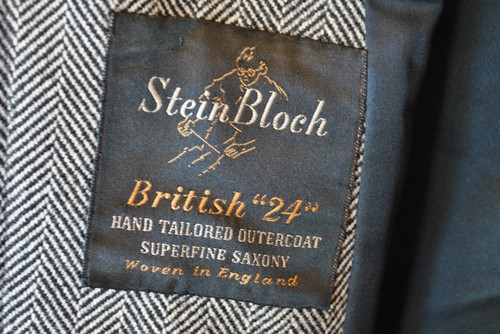 Stein Bloch
British "24"
HAND TAILORED OUTERCOAT
SUPERFINE SAXONY
Woven in England